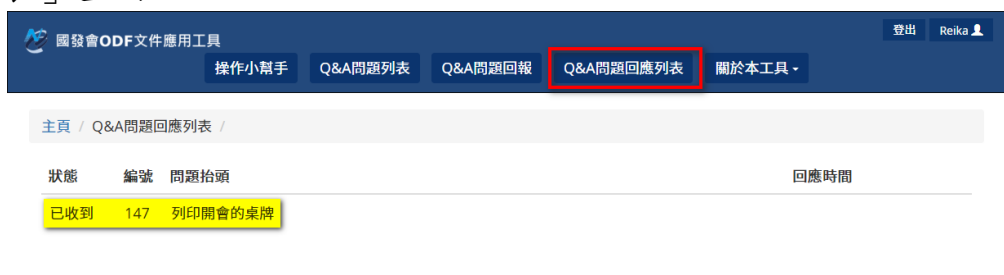 登出 Reika
國發會ODF文件應用工具
操作小幫手 Q&A問題列表 Q&A問題回報 Q&A問題回應列表 關於本工具
主頁 / Q&A問題回應列表 /
狀態 編號 問題抬頭 回應時間
已收到 147 列印開會的桌牌